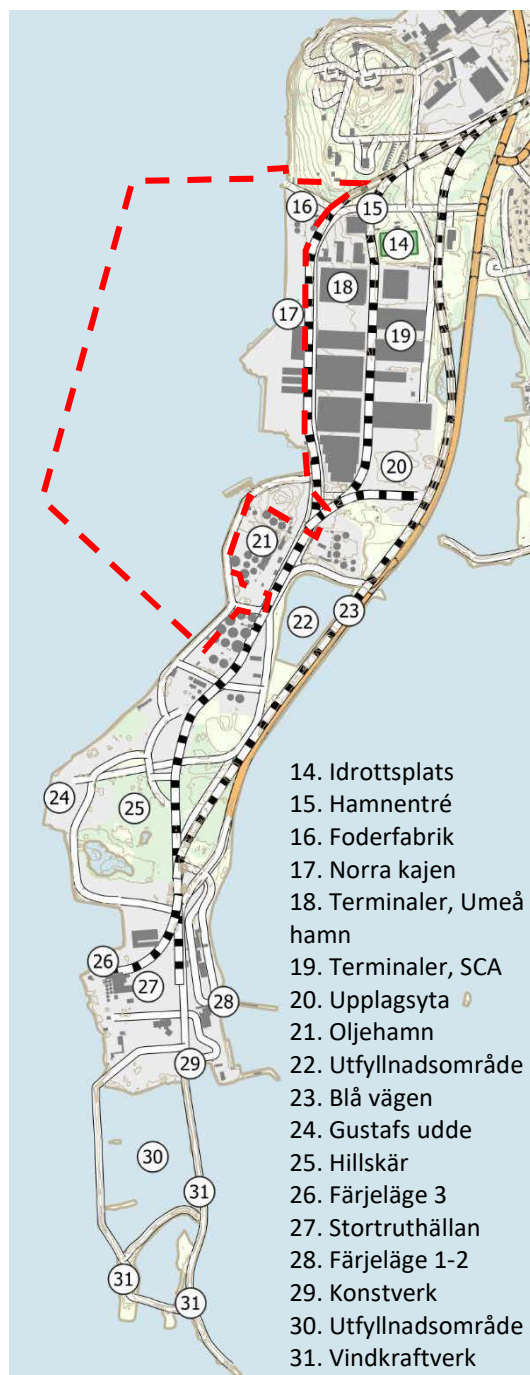 16
15
14
18
17
19
20
21
23
22
24
25
26
27
28
29
30
31
31
31
14. Idrottsplats
15. Hamnentré
16. Foderfabrik
17. Norra kajen
18. Terminaler, Umeå
hamn
19. Terminaler, SCA
20. Upplagsyta
21. Oljehamn
22. Utfyllnadsområde
23. Blå vägen
24. Gustafs udde
25. Hillskär
26. Färjeläge 3
27. Stortruthällan
28. Färjeläge 1-2
29. Konstverk
30. Utfyllnadsområde
31. Vindkraftverk